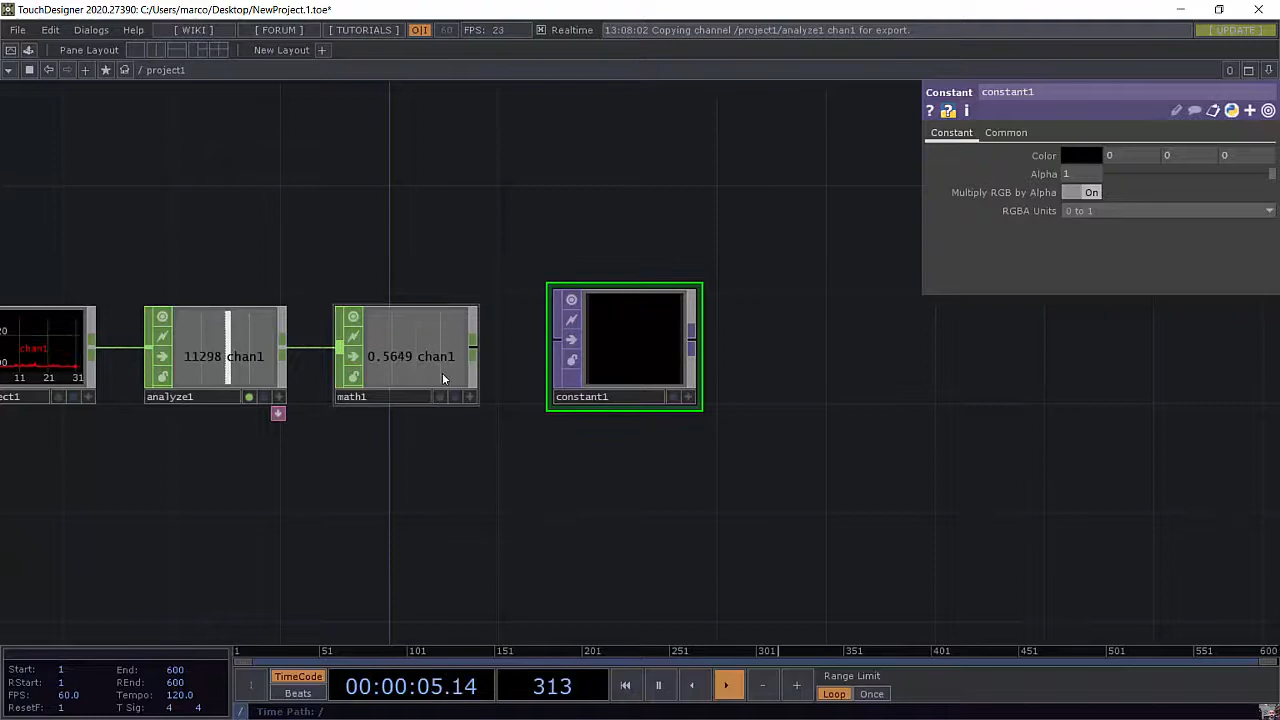 TouchDesigner 2020.27390: C:/Users/marco/Desktop/NewProject.1.toe*
File Edit Dialogs Help [ WIKI ] [ FORUM ] [ TUTORIALS ] O|I 60 FPS: 23 Realtime 13:08:02 Copying channel /project1/analyze1 chan1 for export. [ UPDATE ]
Pane Layout New Layout +
/ project1 0
Constant constant1
? ? i
Constant Common
Color 0 0 0
Alpha 1
Multiply RGB by Alpha On
RGBA Units 0 to 1
20
chan1
00
11 21 31
11298 chan1
0.5649 chan1
ect1 analyze1 math1 constant1
1 51 101 151 201 251 301 351 401 451 501 551 600
Start: 1 End: 600
RStart: 1 REnd: 600
FPS: 60.0 Tempo: 120.0
ResetF: 1 T Sig: 4 4
TimeCode
Beats
00:00:05.14 313
Range Limit
Loop Once
/ Time Path: /